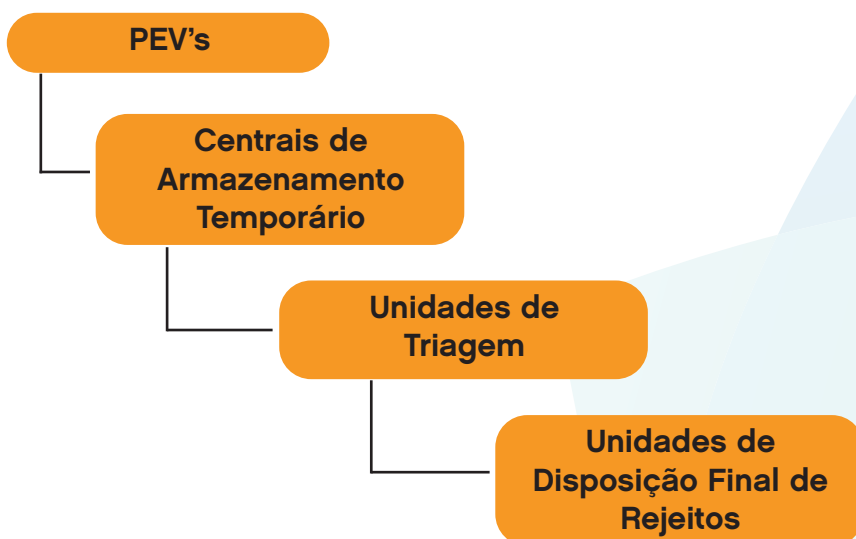 PEV’s
Centrais de
Armazenamento
Temporário
Unidades de
Triagem
Unidades de
Disposição Final de
Rejeitos